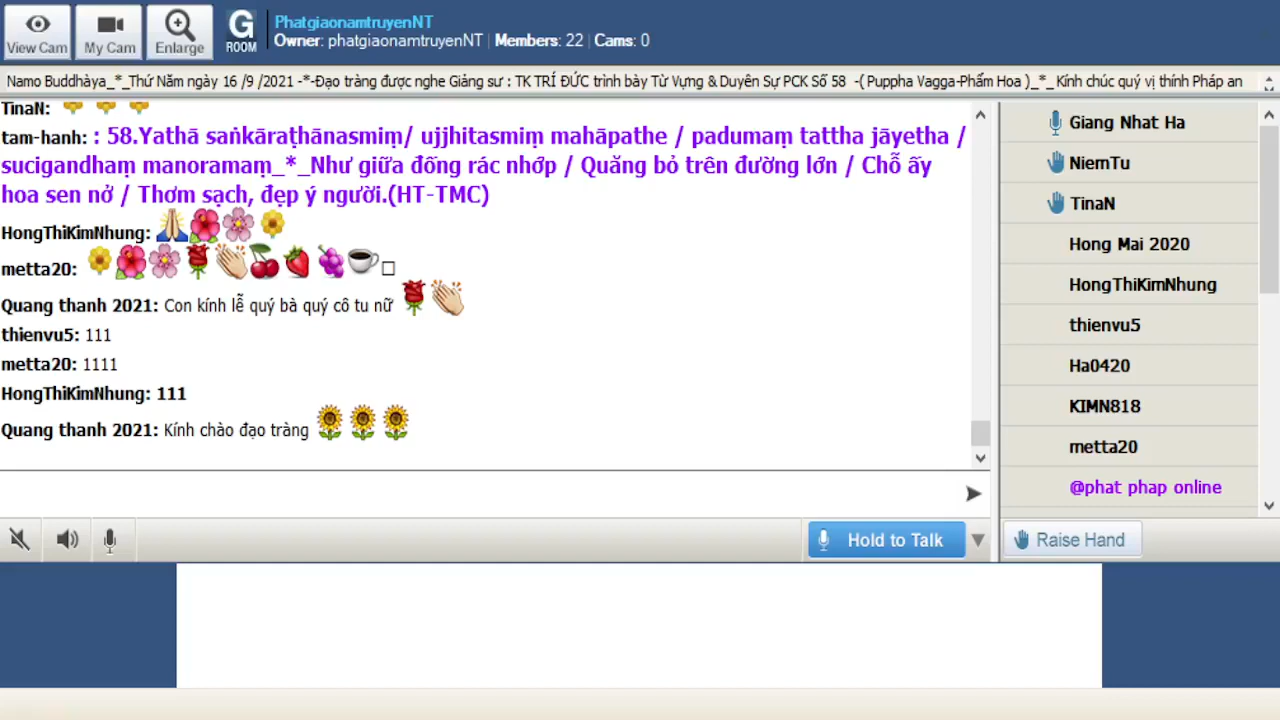 View Cam
My Cam
Enlarge
G
ROOM
PhatgiaonamtruyenNT
Owner: phatgiaonamtruyenNT | Members: 22 | Cams: 0
Namo Buddhàya_*_Thứ Năm ngày 16 /9 /2021 -*-Đạo tràng được nghe Giảng sư : TK TRÍ ĐỨC trình bày Từ Vựng & Duyên Sự PCK Số 58 -( Puppha Vagga-Phẩm Hoa )_*_ Kính chúc quý vị thính Pháp an
TinaN:
tam-hanh: : 58.Yathā saṅkāraṭhānasmiṃ/ ujjhitasmiṃ mahāpathe / padumaṃ tattha jāyetha /
sucigandhaṃ manoramaṃ_*_Như giữa đống rác nhớp / Quăng bỏ trên đường lớn / Chỗ ấy
hoa sen nở / Thơm sạch, đẹp ý người.(HT-TMC)
HongThiKimNhung:
metta20:
Quang thanh 2021: Con kính lễ quý bà quý cô tu nữ
thienvu5: 111
metta20: 1111
HongThiKimNhung: 111
Quang thanh 2021: Kính chào đạo tràng
Hold to Talk
Giang Nhat Ha
NiemTu
TinaN
Hong Mai 2020
HongThiKimNhung
thienvu5
Ha0420
KIMN818
metta20
@phat phap online
Raise Hand